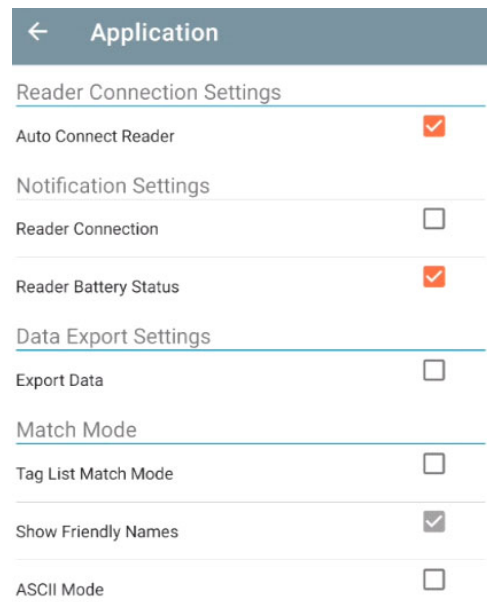 Application
Reader Connection Settings
Auto Connect Reader
Notification Settings
Reader Connection
Reader Battery Status
Data Export Settings
Export Data
Match Mode
Tag List Match Mode
Show Friendly Names
ASCII Mode